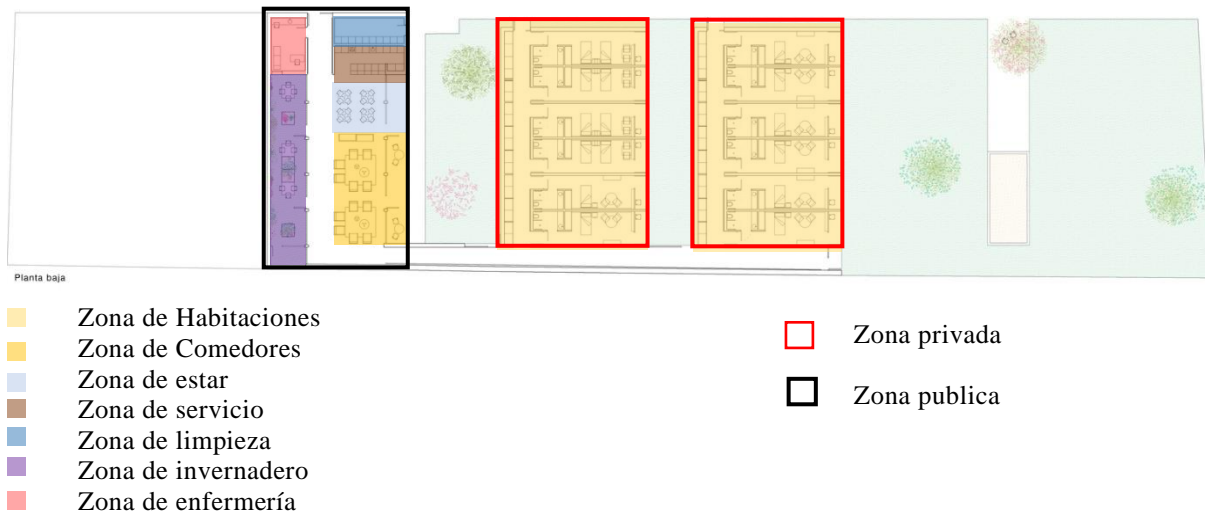 Planta baja
Zona de Habitaciones
Zona de Comedores
Zona de estar
Zona de servicio
Zona de limpieza
Zona de invernadero
Zona de enfermería
Zona privada
Zona publica